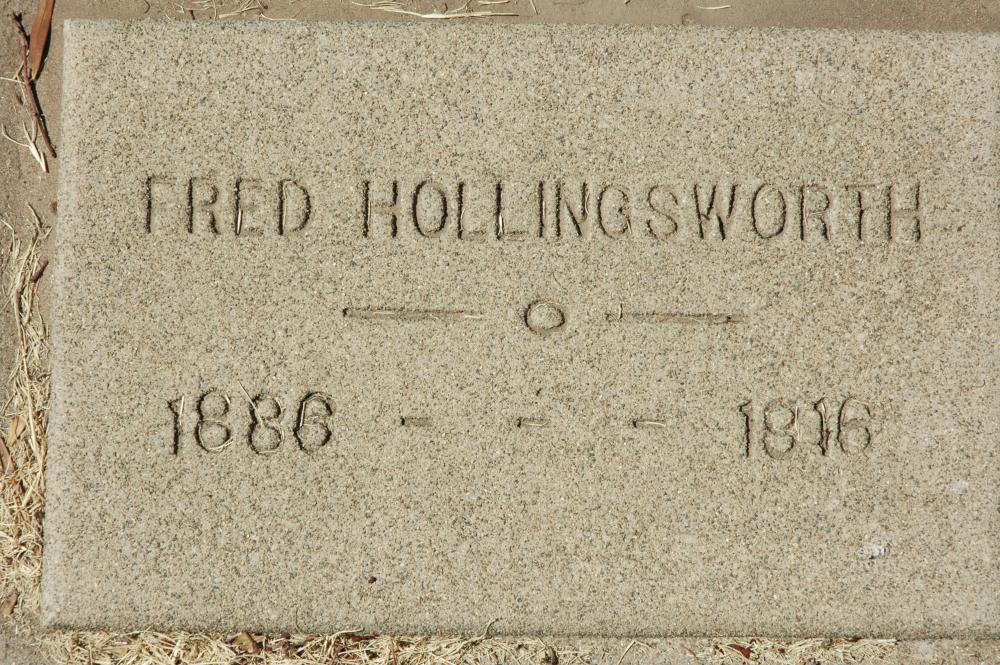 FRED HOLLINGSWORTH
— O —
1886 - - - 1916